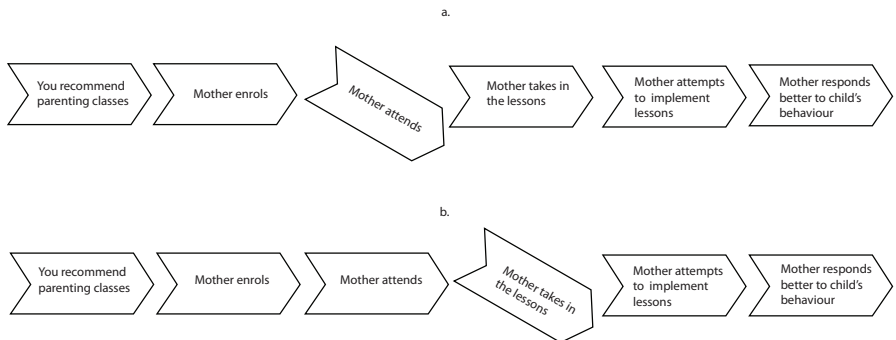 a.
You recommend
parenting classes
Mother enrols
Mother attends
Mother takes in
the lessons
Mother attempts
to implement
lessons
Mother responds
better to child's
behaviour
b.
You recommend
parenting classes
Mother enrols
Mother attends
Mother takes in
the lessons
Mother attempts
to implement
lessons
Mother responds
better to child's
behaviour